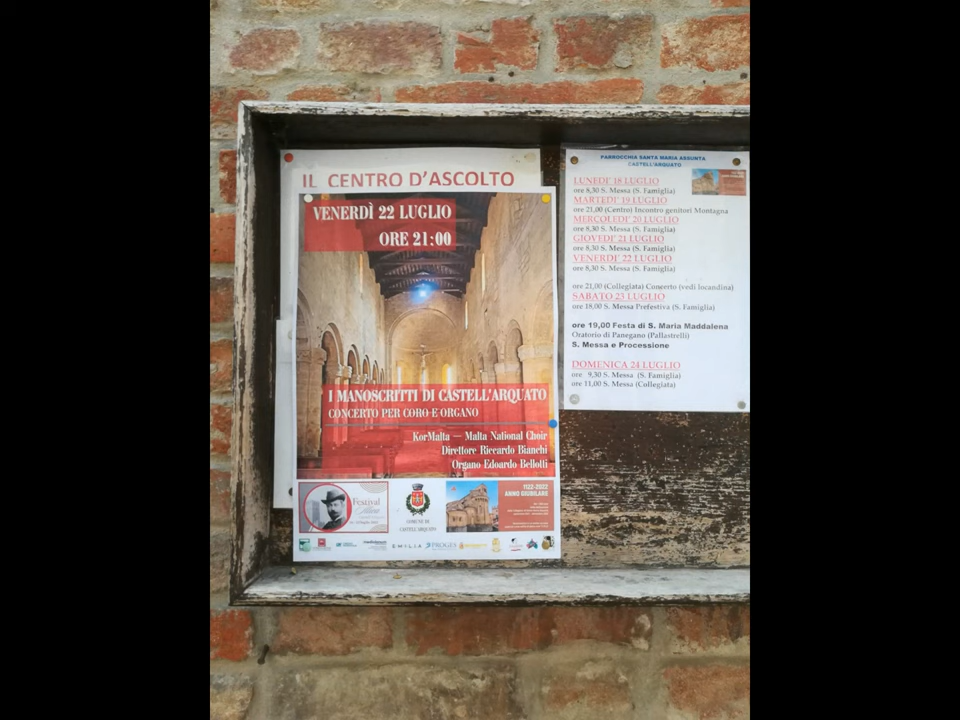 IL CENTRO D'ASCOLTO
VENERDÌ 22 LUGLIO
ORE 21:00
I MANOSCRITTI DI CASTELL'ARQUATO
CONCERTO PER CORO E ORGANO
KorMalta — Malta National Choir
Direttore Riccardo Bianchi
Organo Edoardo Bellotti
Festival
COMUNE DI
CASTELL'ARQUATO
1122-2022
ANNO GIUBILARE
EMILIA
PROGES
PARROCCHIA SANTA MARIA ASSUNTA
CASTELL'ARQUATO
LUNEDI' 18 LUGLIO
ore 8,30 S. Messa (S. Famiglia)
MARTEDI' 19 LUGLIO
ore 21,00 (Centro) Incontro genitori Montagna
MERCOLEDI' 20 LUGLIO
ore 8,30 S. Messa (S. Famiglia)
GIOVEDI' 21 LUGLIO
ore 8,30 S. Messa (S. Famiglia)
VENERDI' 22 LUGLIO
ore 8,30 S. Messa (S. Famiglia)
ore 21,00 (Collegiata) Concerto (vedi locandina)
SABATO 23 LUGLIO
ore 18,00 S. Messa Prefestiva (S. Famiglia)
ore 19,00 Festa di S. Maria Maddalena
Oratorio di Panegano (Pallastrelli)
S. Messa e Processione
DOMENICA 24 LUGLIO
ore 9,30 S. Messa (S. Famiglia)
ore 11,00 S. Messa (Collegiata)